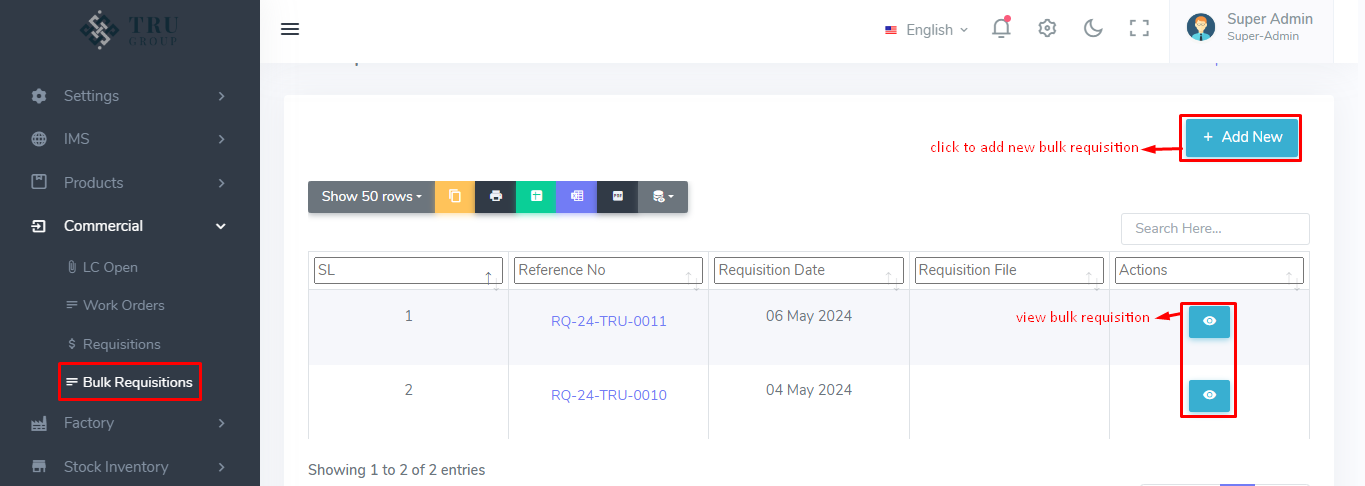 TRU
GROUP
English
Super Admin
Super-Admin
Settings
IMS
Products
Commercial
LC Open
Work Orders
Requisitions
Bulk Requisitions
Factory
Stock Inventory
click to add new bulk requisition
+ Add New
Show 50 rows
PDF
Search Here...
SL Reference No Requisition Date Requisition File Actions
1 RQ-24-TRU-0011 06 May 2024
view bulk requisition
2 RQ-24-TRU-0010 04 May 2024
Showing 1 to 2 of 2 entries